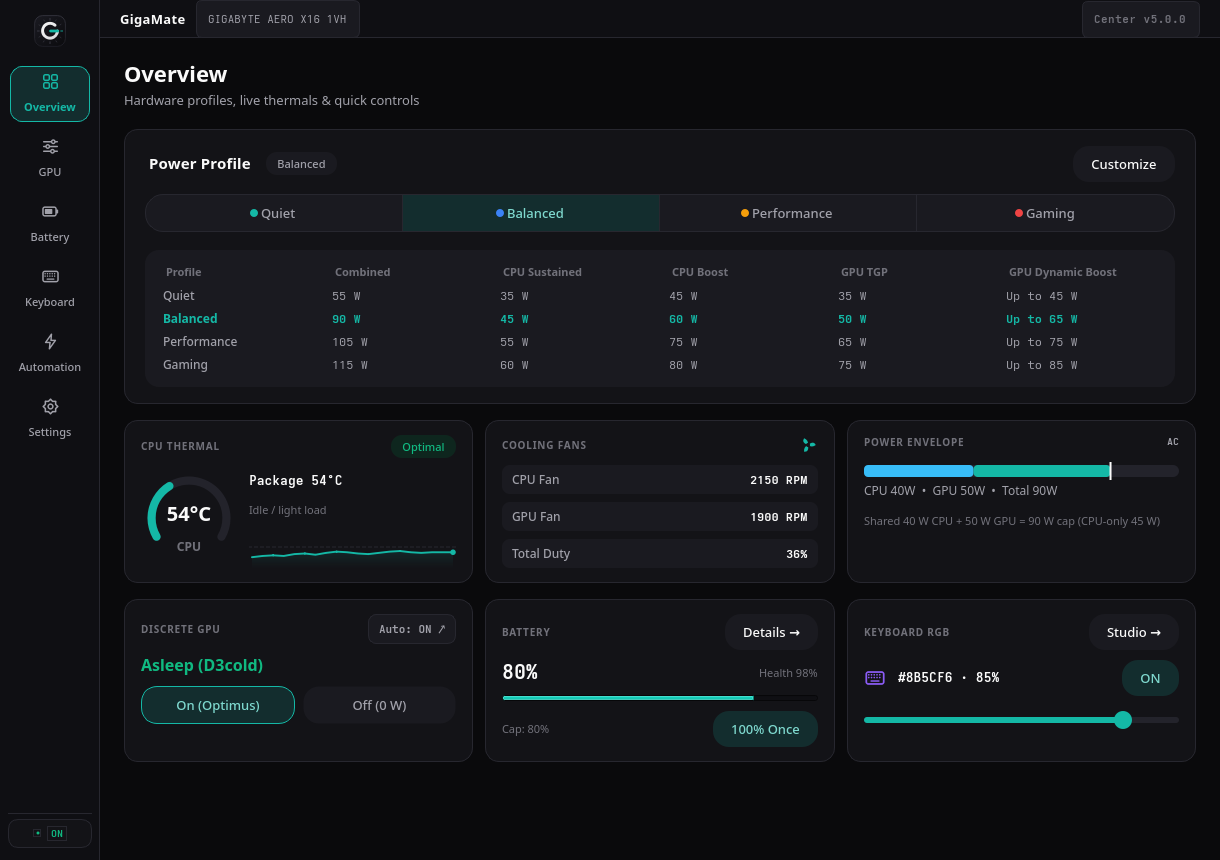 GigaMate GIGABYTE AERO X16 1VH Center v5.0.0
Overview
GPU
Battery
Keyboard
Automation
Settings
ON
Overview
Hardware profiles, live thermals & quick controls
Power Profile Balanced Customize
Quiet Balanced Performance Gaming
Profile Combined CPU Sustained CPU Boost GPU TGP GPU Dynamic Boost
Quiet 55 W 35 W 45 W 35 W Up to 45 W
Balanced 90 W 45 W 60 W 50 W Up to 65 W
Performance 105 W 55 W 75 W 65 W Up to 75 W
Gaming 115 W 60 W 80 W 75 W Up to 85 W
CPU THERMAL Optimal
54°C
CPU
Package 54°C
Idle / light load
COOLING FANS
CPU Fan 2150 RPM
GPU Fan 1900 RPM
Total Duty 36%
POWER ENVELOPE AC
CPU 40W • GPU 50W • Total 90W
Shared 40 W CPU + 50 W GPU = 90 W cap (CPU-only 45 W)
DISCRETE GPU Auto: ON ↗
Asleep (D3cold)
On (Optimus) Off (0 W)
BATTERY Details →
80% Health 98%
Cap: 80% 100% Once
KEYBOARD RGB Studio →
#8B5CF6 · 85% ON